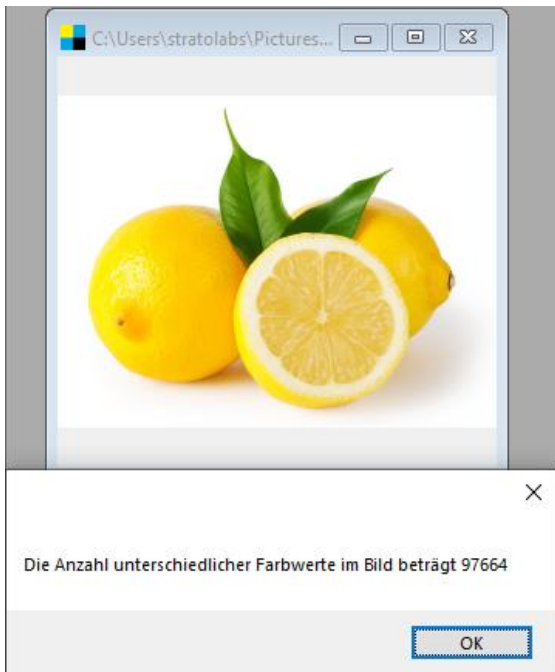 C:\Users\stratolabs\Pictures...
Die Anzahl unterschiedlicher Farbwerte im Bild beträgt 97664
OK